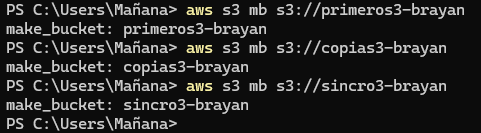 PS C:\Users\Mañana> aws s3 mb s3://primeros3-brayan
make_bucket: primeros3-brayan
PS C:\Users\Mañana> aws s3 mb s3://copias3-brayan
make_bucket: copias3-brayan
PS C:\Users\Mañana> aws s3 mb s3://sincro3-brayan
make_bucket: sincro3-brayan
PS C:\Users\Mañana>